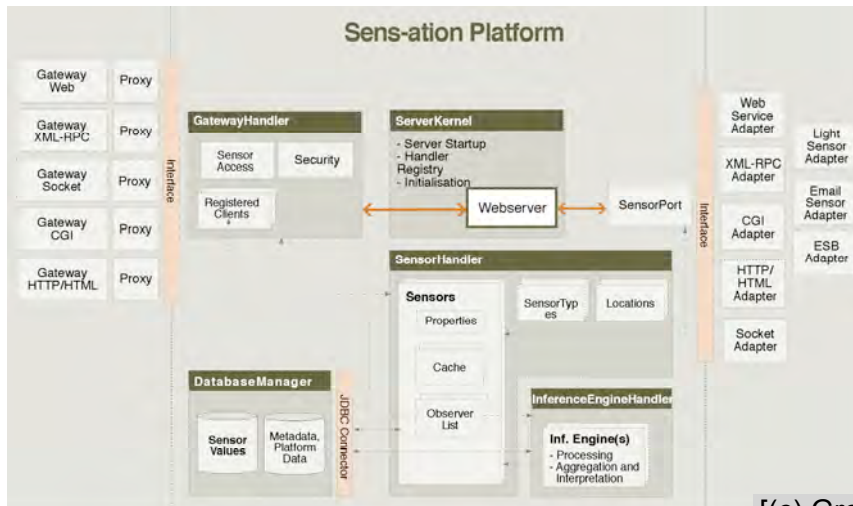 Sens-ation Platform
Gateway
Web
Proxy
Gateway
XML-RPC
Proxy
Gateway
Socket
Proxy
Gateway
CGI
Proxy
Gateway
HTTP/HTML
Proxy
Interface
GatewayHandler
Sensor
Access
Security
Registered
Clients
ServerKernel
- Server Startup
- Handler
Registry
- Initialisation
Webserver
SensorPort
Interface
Web
Service
Adapter
XML-RPC
Adapter
CGI
Adapter
HTTP/
HTML
Adapter
Socket
Adapter
Light
Sensor
Adapter
Email
Sensor
Adapter
ESB
Adapter
SensorHandler
Sensors
Properties
Cache
Observer
List
SensorTyp
es
Locations
DatabaseManager
Sensor
Values
Metadata,
Platform
Data
JDBC Connector
InferenceEngineHandler
Inf. Engine(s)
- Processing
- Aggregation and
Interpretation